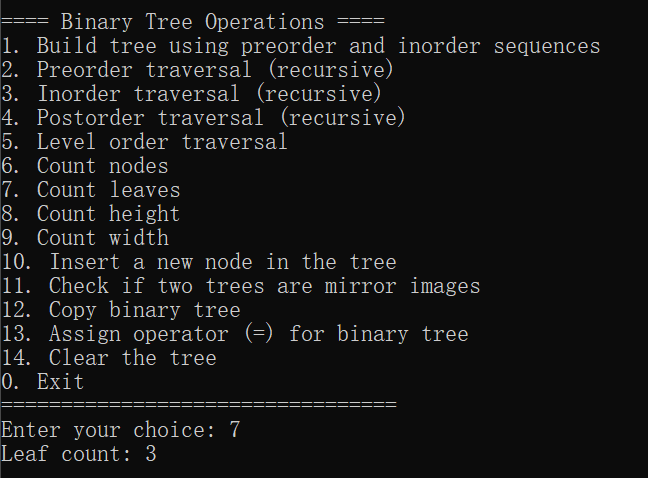 ==== Binary Tree Operations ====
1. Build tree using preorder and inorder sequences
2. Preorder traversal (recursive)
3. Inorder traversal (recursive)
4. Postorder traversal (recursive)
5. Level order traversal
6. Count nodes
7. Count leaves
8. Count height
9. Count width
10. Insert a new node in the tree
11. Check if two trees are mirror images
12. Copy binary tree
13. Assign operator (=) for binary tree
14. Clear the tree
0. Exit
=================================
Enter your choice: 7
Leaf count: 3